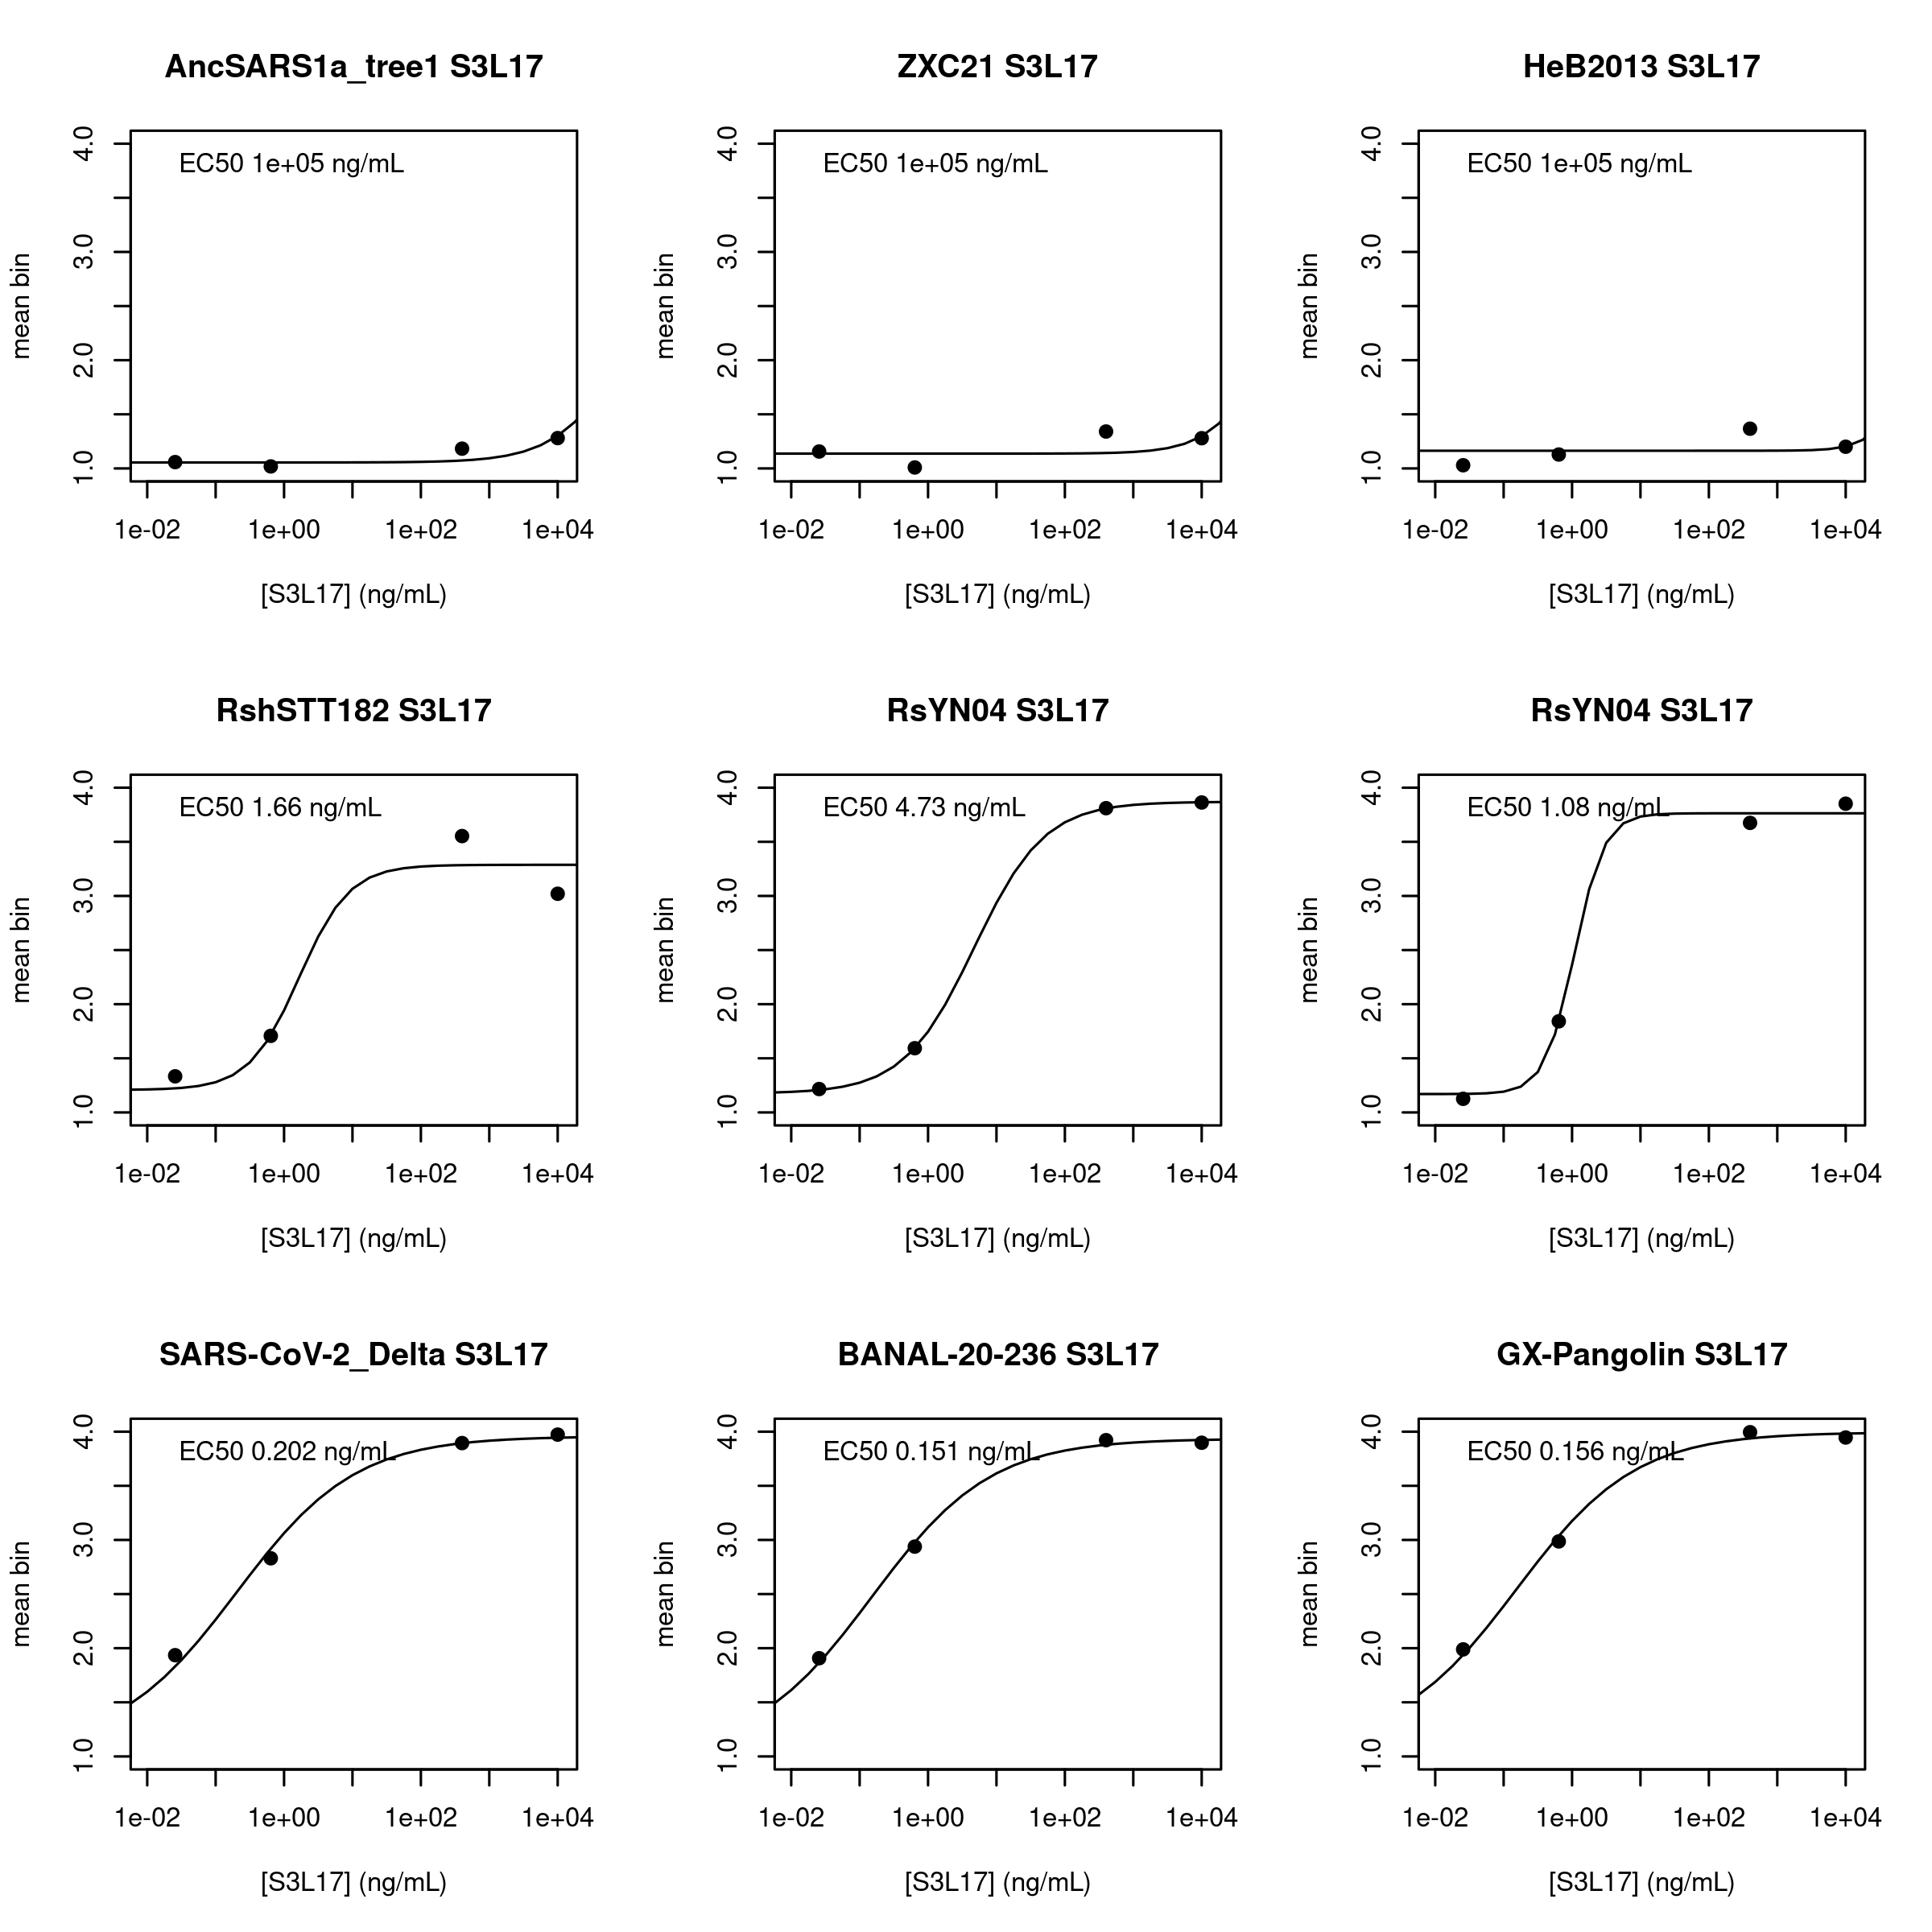 AncSARS1a_tree1 S3L17
EC50 1e+05 ng/mL
mean bin
1.0 2.0 3.0 4.0
1e-02 1e+00 1e+02 1e+04
[S3L17] (ng/mL)
ZXC21 S3L17
EC50 1e+05 ng/mL
mean bin
1.0 2.0 3.0 4.0
1e-02 1e+00 1e+02 1e+04
[S3L17] (ng/mL)
HeB2013 S3L17
EC50 1e+05 ng/mL
mean bin
1.0 2.0 3.0 4.0
1e-02 1e+00 1e+02 1e+04
[S3L17] (ng/mL)
RshSTT182 S3L17
EC50 1.66 ng/mL
mean bin
1.0 2.0 3.0 4.0
1e-02 1e+00 1e+02 1e+04
[S3L17] (ng/mL)
RsYN04 S3L17
EC50 4.73 ng/mL
mean bin
1.0 2.0 3.0 4.0
1e-02 1e+00 1e+02 1e+04
[S3L17] (ng/mL)
RsYN04 S3L17
EC50 1.08 ng/mL
mean bin
1.0 2.0 3.0 4.0
1e-02 1e+00 1e+02 1e+04
[S3L17] (ng/mL)
SARS-CoV-2_Delta S3L17
EC50 0.202 ng/mL
mean bin
1.0 2.0 3.0 4.0
1e-02 1e+00 1e+02 1e+04
[S3L17] (ng/mL)
BANAL-20-236 S3L17
EC50 0.151 ng/mL
mean bin
1.0 2.0 3.0 4.0
1e-02 1e+00 1e+02 1e+04
[S3L17] (ng/mL)
GX-Pangolin S3L17
EC50 0.156 ng/mL
mean bin
1.0 2.0 3.0 4.0
1e-02 1e+00 1e+02 1e+04
[S3L17] (ng/mL)